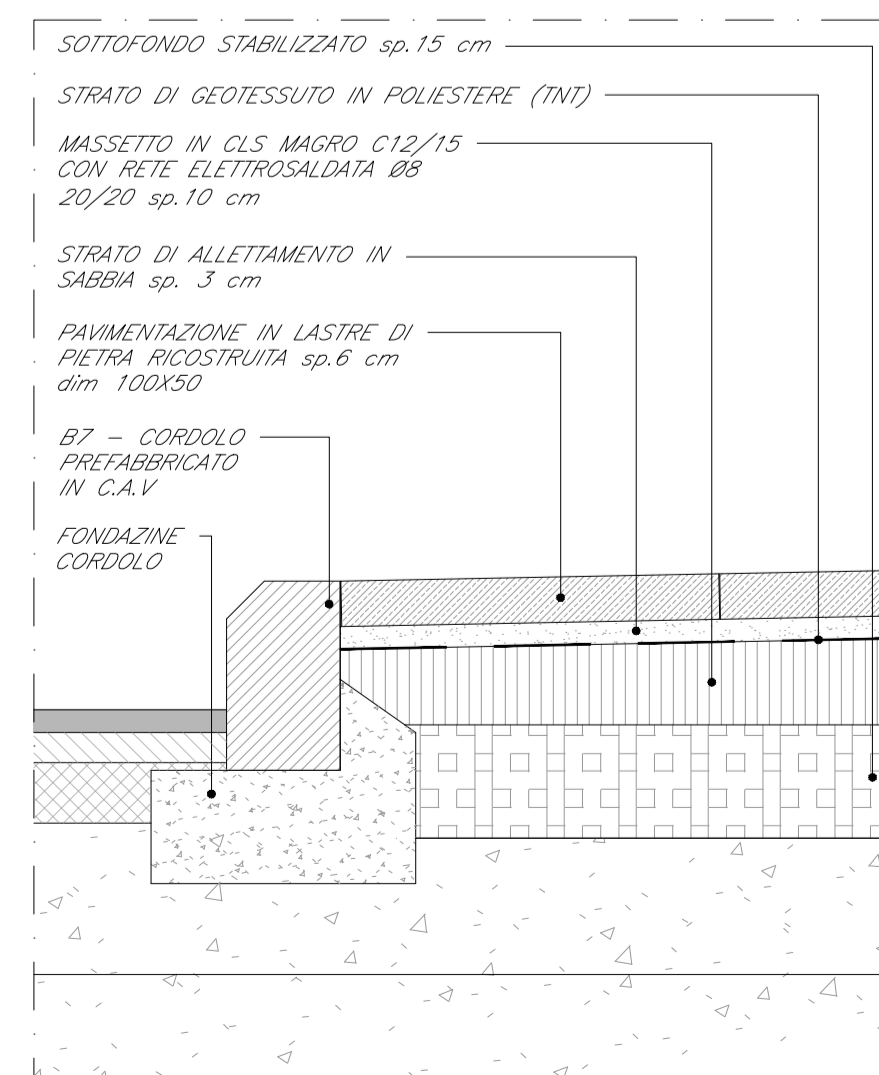 SOTTOFONDO STABILIZZATO sp.15 cm
STRATO DI GEOTESSUTO IN POLIESTERE (TNT)
MASSETTO IN CLS MAGRO C12/15
CON RETE ELETTROSALDATA Ø8
20/20 sp.10 cm
STRATO DI ALLETTAMENTO IN
SABBIA sp. 3 cm
PAVIMENTAZIONE IN LASTRE DI
PIETRA RICOSTRUITA sp.6 cm
dim 100X50
B7 - CORDOLO
PREFABBRICATO
IN C.A.V
FONDAZINE
CORDOLO